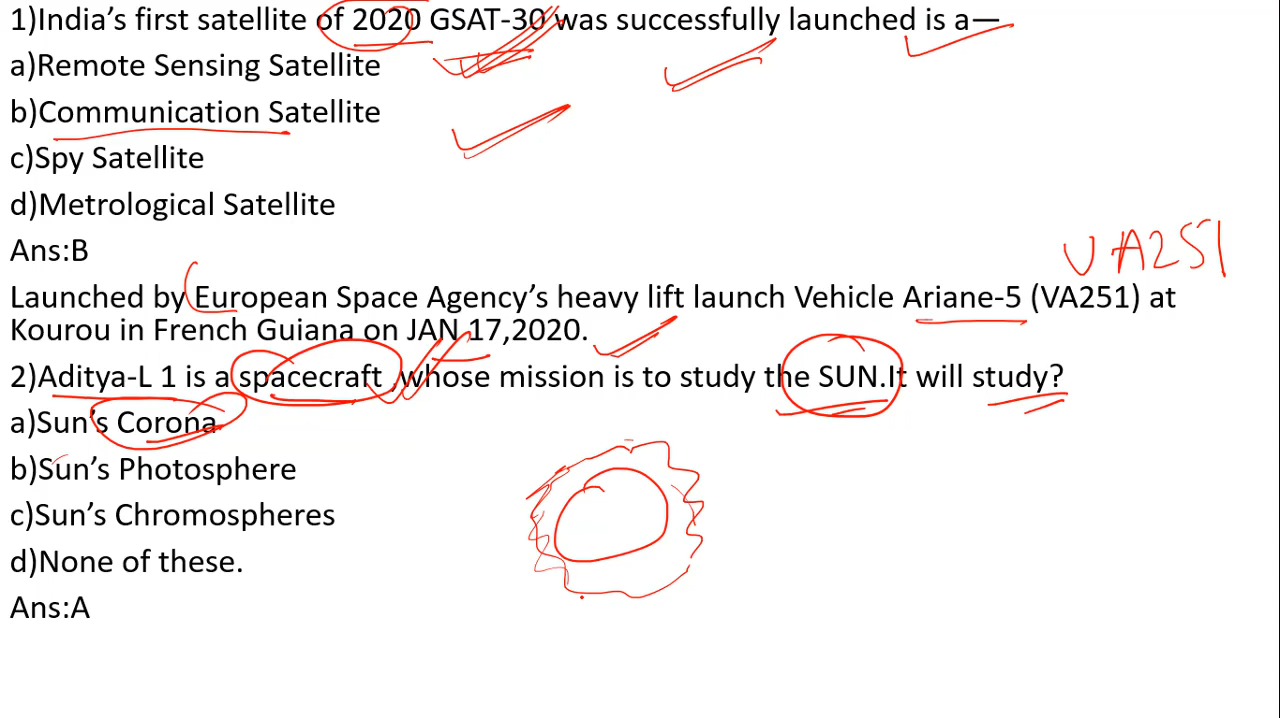 1)India's first satellite of 2020 GSAT-30 was successfully launched is a—
a)Remote Sensing Satellite
b)Communication Satellite
c)Spy Satellite
d)Metrological Satellite
Ans:B
VA251
Launched by European Space Agency's heavy lift launch Vehicle Ariane-5 (VA251) at
Kourou in French Guiana on JAN 17,2020.
2)Aditya-L 1 is a spacecraft ,whose mission is to study the SUN.It will study?
a)Sun's Corona
b)Sun's Photosphere
c)Sun's Chromospheres
d)None of these.
Ans:A